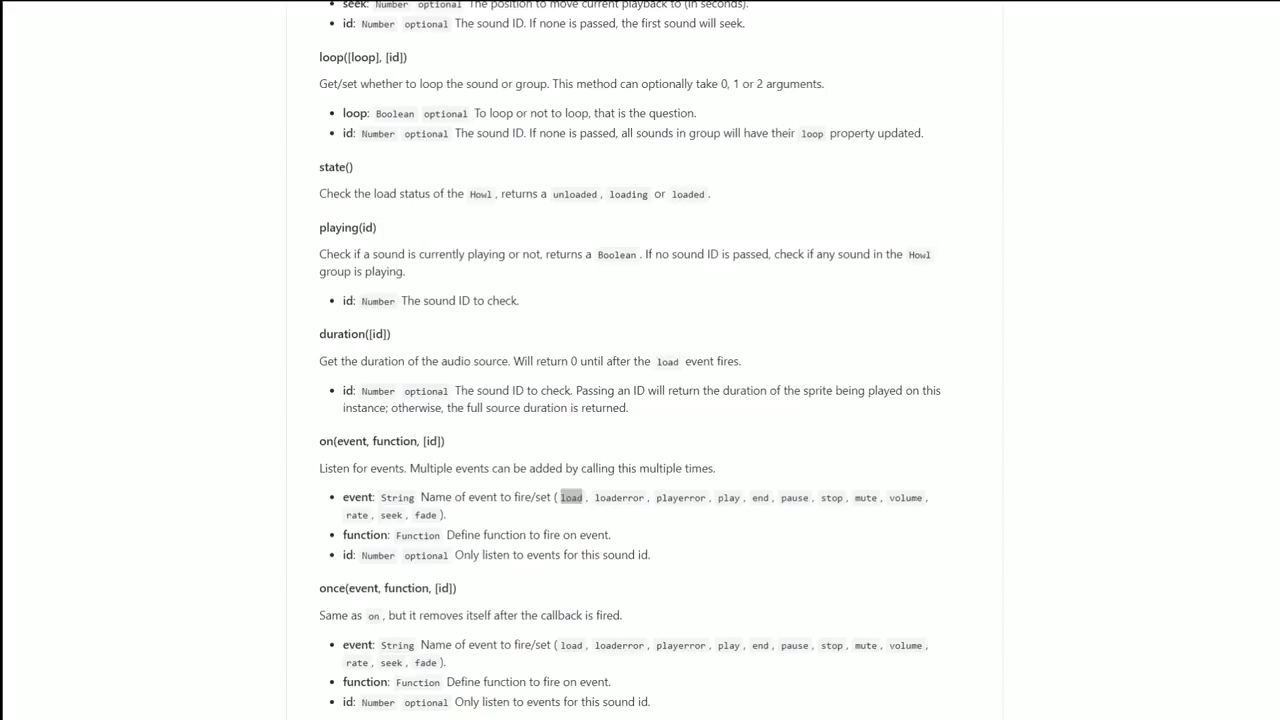 seek: Number optional The position to move current playback to (in seconds).
id: Number optional The sound ID. If none is passed, the first sound will seek.
loop([loop], [id])
Get/set whether to loop the sound or group. This method can optionally take 0, 1 or 2 arguments.
loop: Boolean optional To loop or not to loop, that is the question.
id: Number optional The sound ID. If none is passed, all sounds in group will have their loop property updated.
state()
Check the load status of the Howl, returns a unloaded, loading or loaded.
playing(id)
Check if a sound is currently playing or not, returns a Boolean. If no sound ID is passed, check if any sound in the Howl
group is playing.
id: Number The sound ID to check.
duration([id])
Get the duration of the audio source. Will return 0 until after the load event fires.
id: Number optional The sound ID to check. Passing an ID will return the duration of the sprite being played on this
instance; otherwise, the full source duration is returned.
on(event, function, [id])
Listen for events. Multiple events can be added by calling this multiple times.
event: String Name of event to fire/set ( load, loaderror, playerror, play, end, pause, stop, mute, volume,
rate, seek, fade ).
function: Function Define function to fire on event.
id: Number optional Only listen to events for this sound id.
once(event, function, [id])
Same as on, but it removes itself after the callback is fired.
event: String Name of event to fire/set ( load, loaderror, playerror, play, end, pause, stop, mute, volume,
rate, seek, fade ).
function: Function Define function to fire on event.
id: Number optional Only listen to events for this sound id.